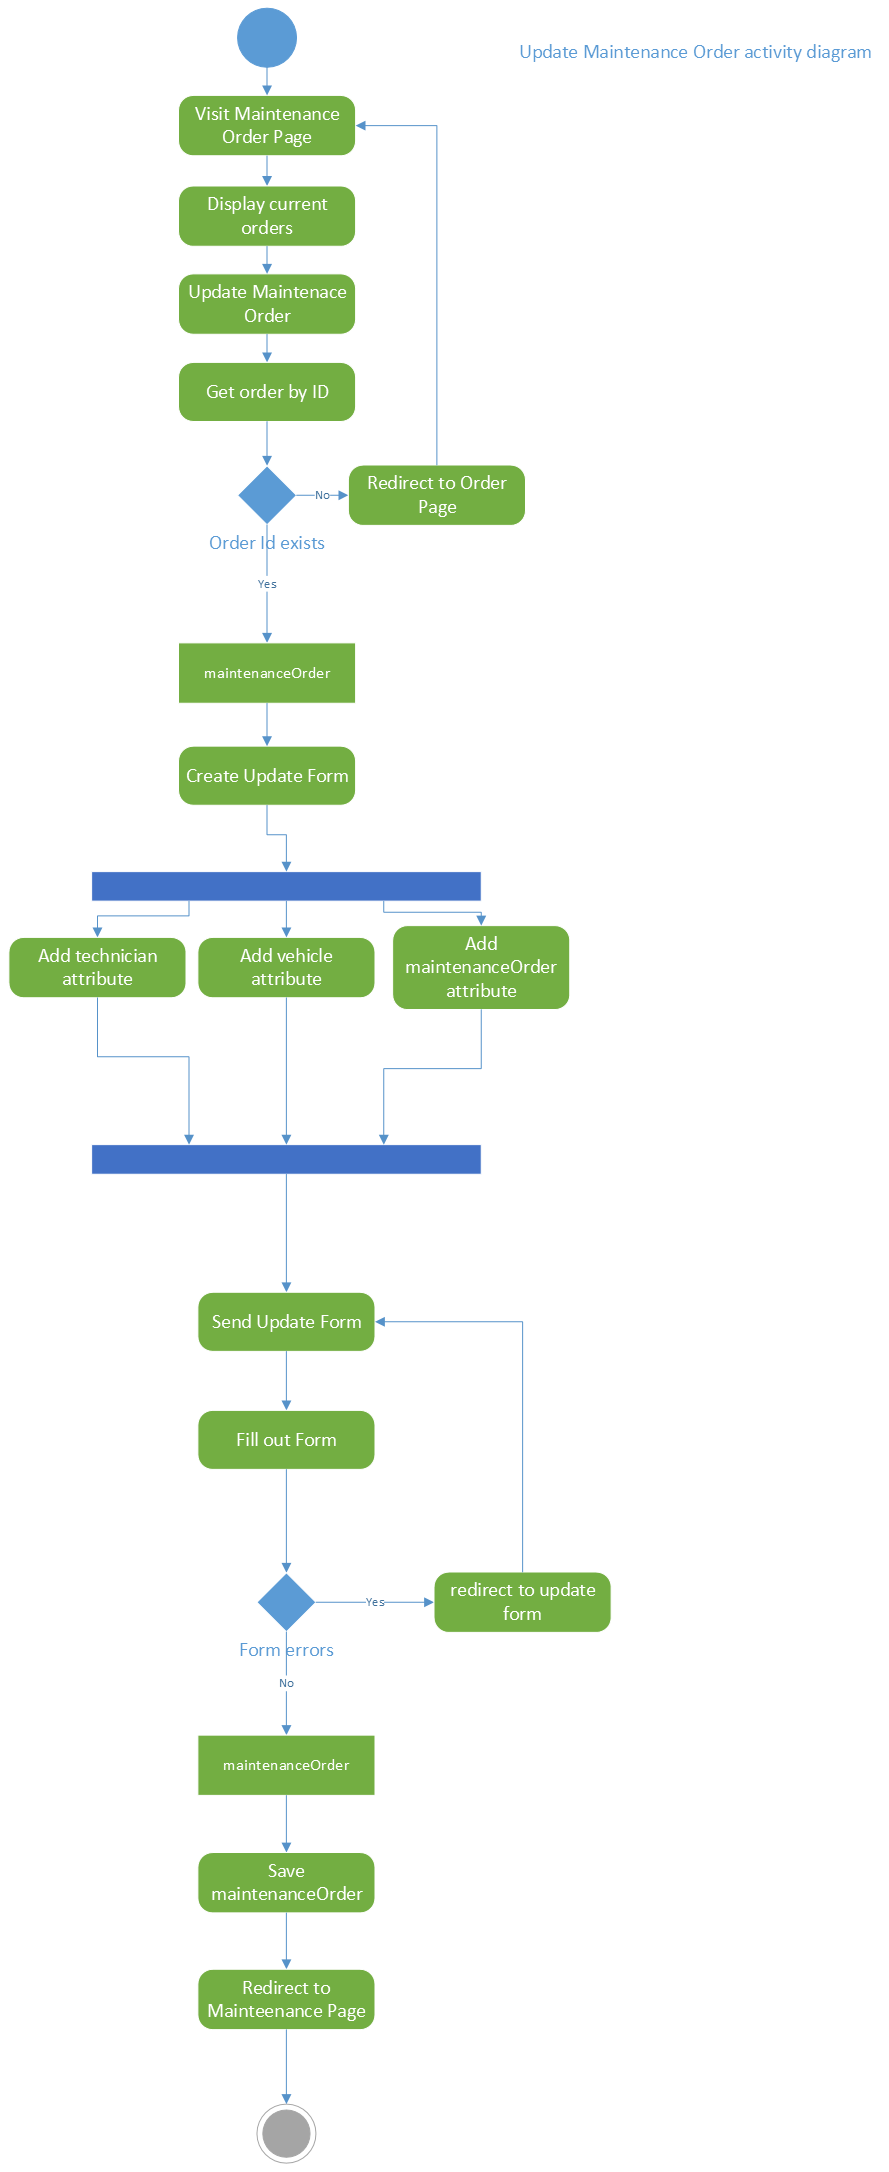 Update Maintenance Order activity diagram
Visit Maintenance
Order Page
Display current
orders
Update Maintenace
Order
Get order by ID
No
Redirect to Order
Page
Order Id exists
Yes
maintenanceOrder
Create Update Form
Add technician
attribute
Add vehicle
attribute
Add
maintenanceOrder
attribute
Send Update Form
Fill out Form
Yes
redirect to update
form
Form errors
No
maintenanceOrder
Save
maintenanceOrder
Redirect to
Mainteenance Page